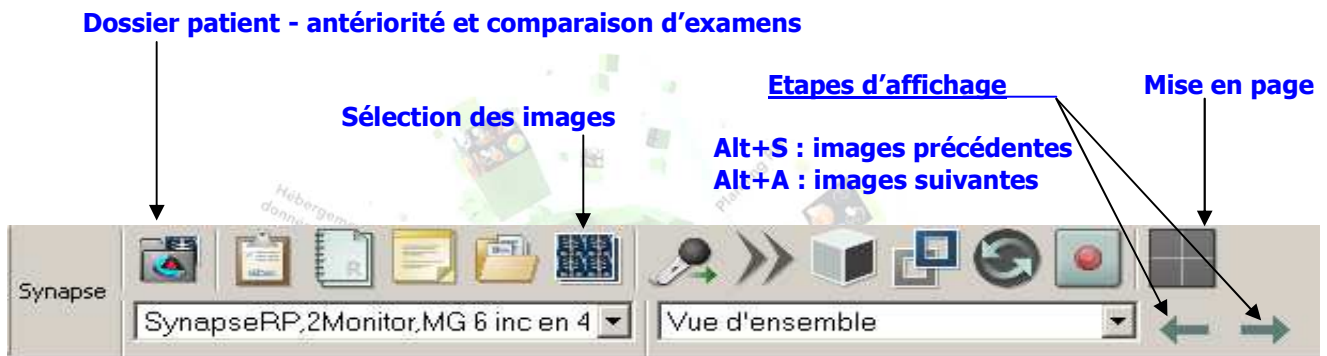 Dossier patient - antériorité et comparaison d’examens
Etapes d’affichage
Mise en page
Sélection des images
Alt+S : images précédentes
Alt+A : images suivantes
Hébergement
Synapse
SynapseRP,2Monitor,MG 6 inc en 4
Vue d'ensemble